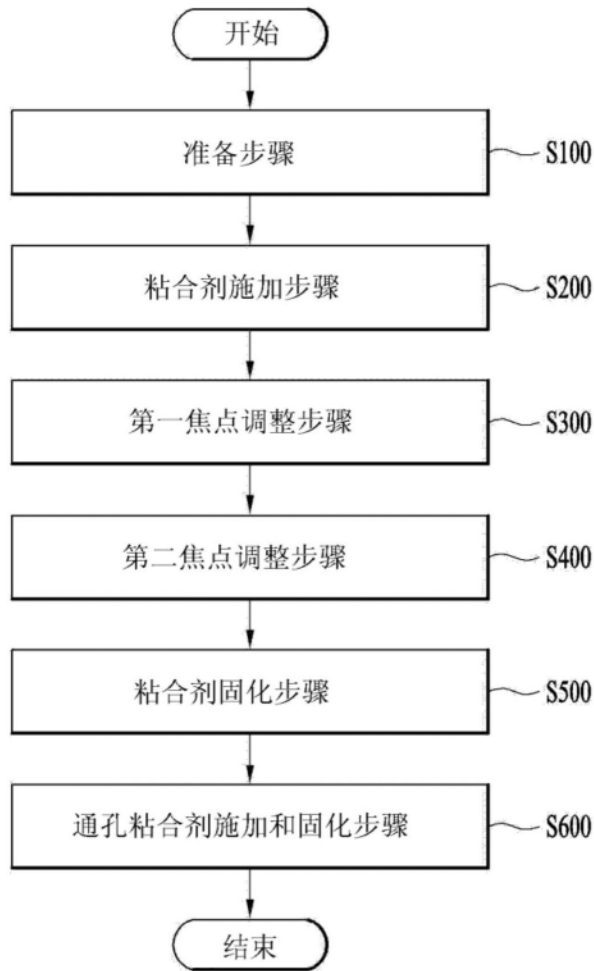 开始
准备步骤 S100
粘合剂施加步骤 S200
第一焦点调整步骤 S300
第二焦点调整步骤 S400
粘合剂固化步骤 S500
通孔粘合剂施加和固化步骤 S600
结束